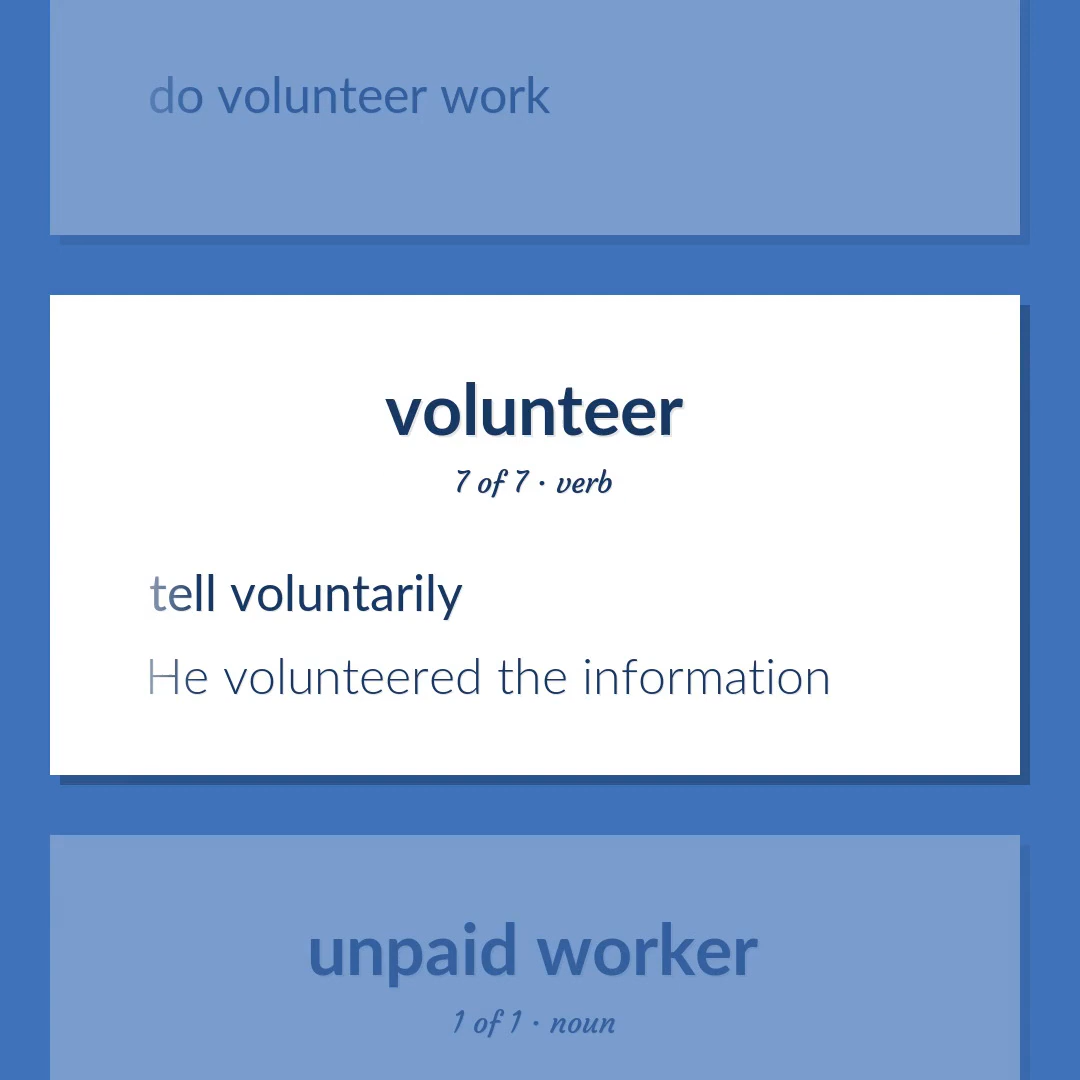 do volunteer work
volunteer
7 of 7 · verb
tell voluntarily
He volunteered the information
unpaid worker
1 of 1 · noun